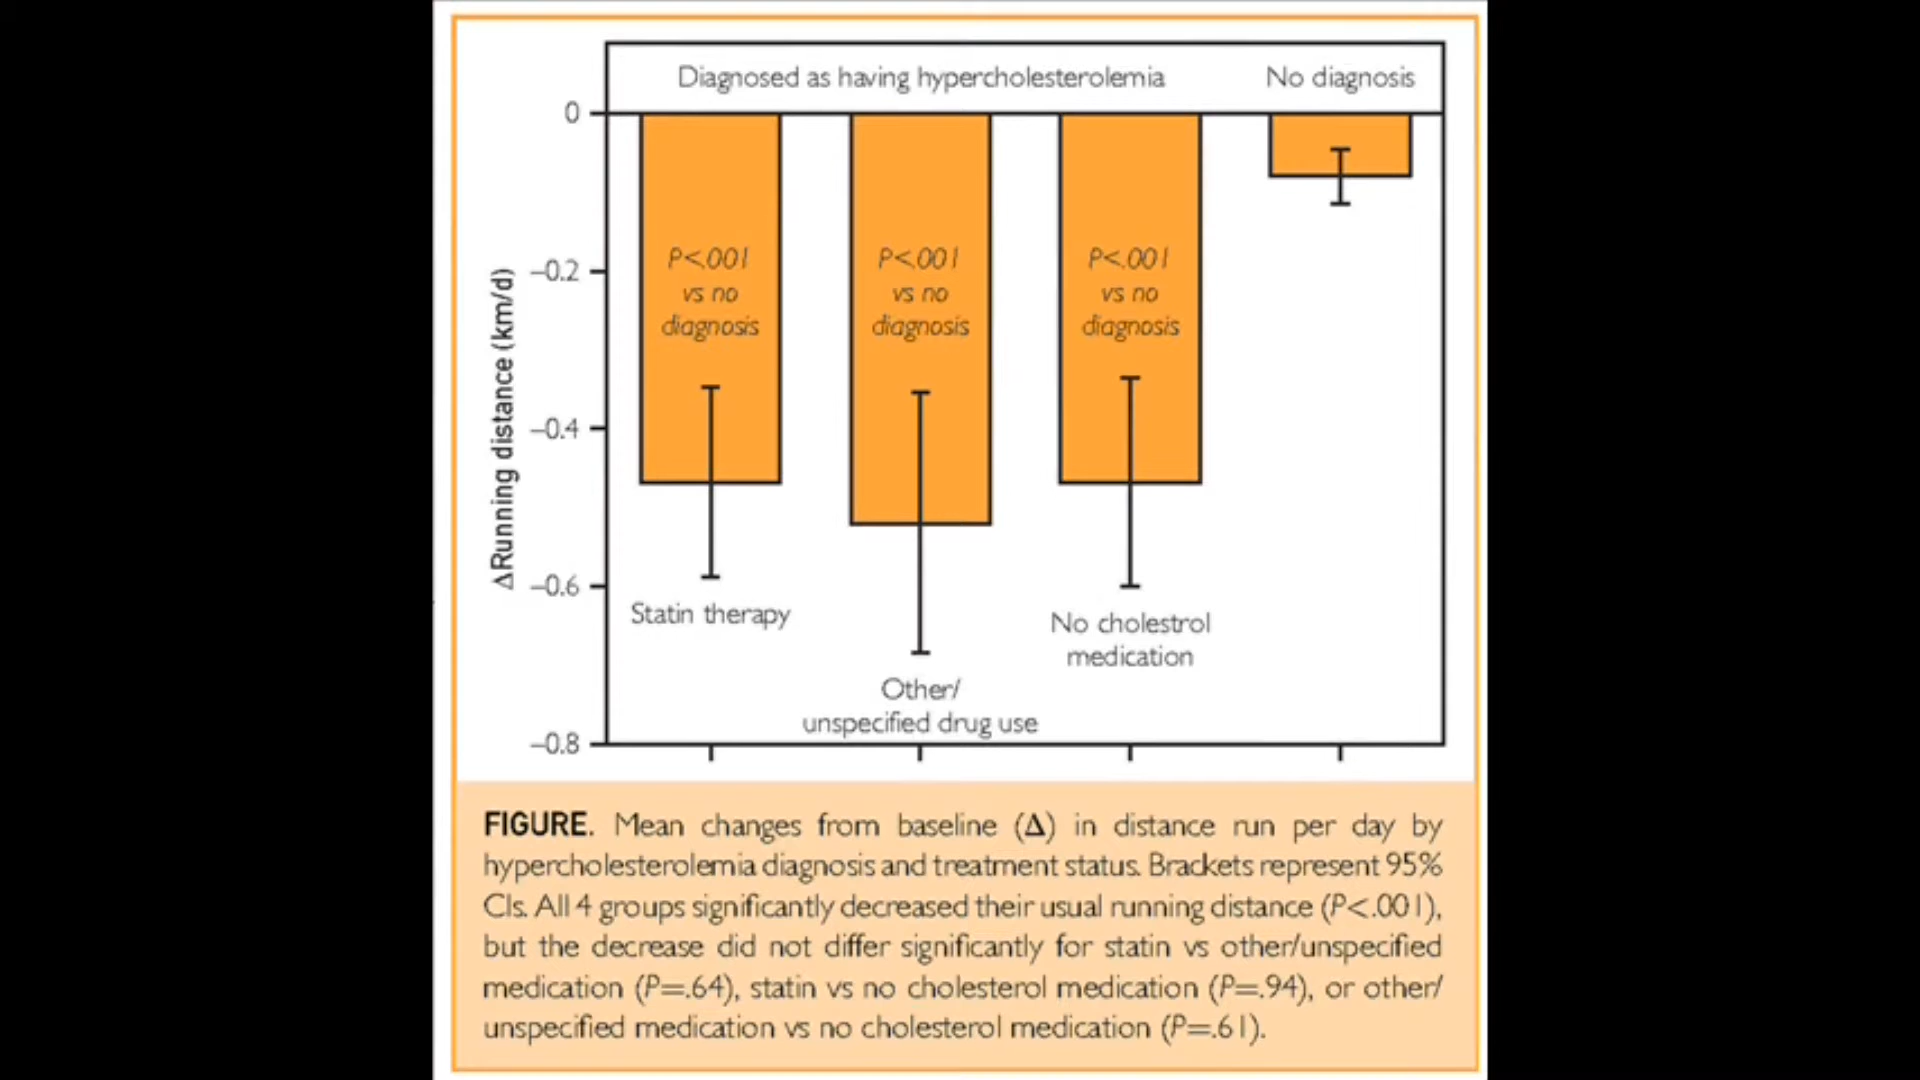 Diagnosed as having hypercholesterolemia
No diagnosis
0
–0.2
–0.4
–0.6
–0.8
ΔRunning distance (km/d)
P<.001
vs no
diagnosis
P<.001
vs no
diagnosis
P<.001
vs no
diagnosis
Statin therapy
Other/
unspecified drug use
No cholestrol
medication
FIGURE. Mean changes from baseline (Δ) in distance run per day by
hypercholesterolemia diagnosis and treatment status. Brackets represent 95%
CIs. All 4 groups significantly decreased their usual running distance (P<.001),
but the decrease did not differ significantly for statin vs other/unspecified
medication (P=.64), statin vs no cholesterol medication (P=.94), or other/
unspecified medication vs no cholesterol medication (P=.61).